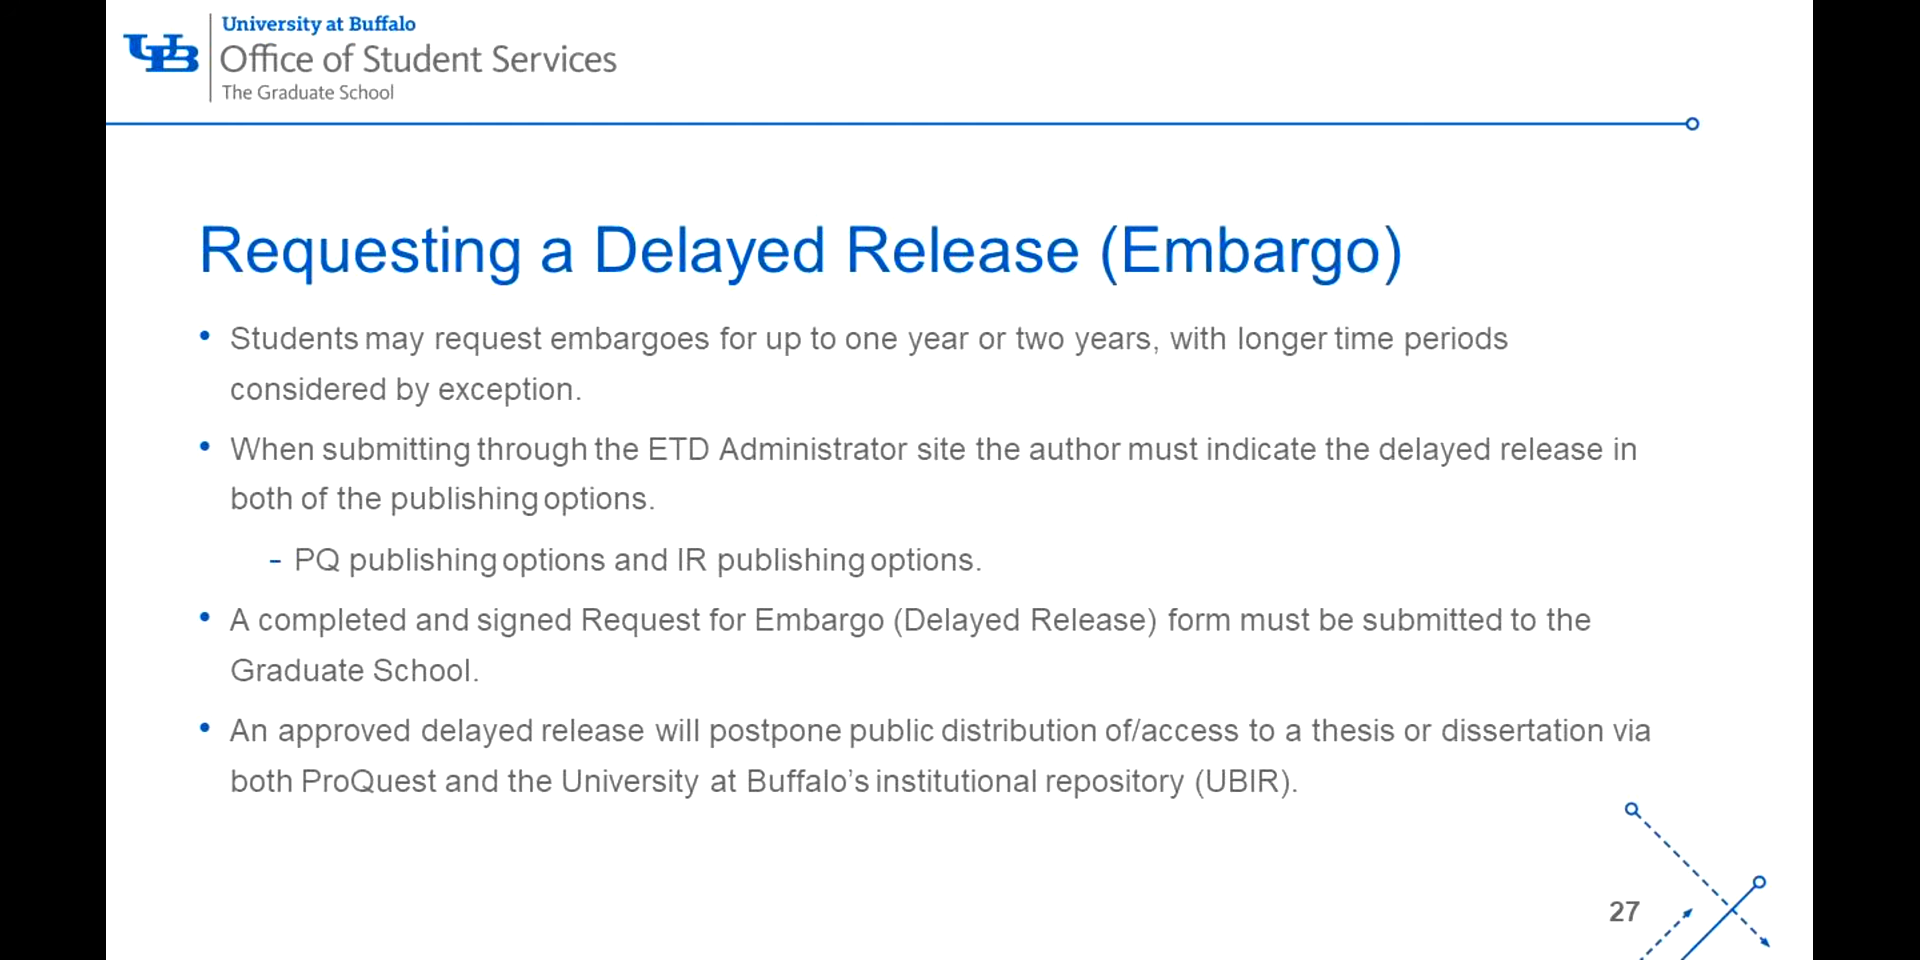 University at Buffalo
Office of Student Services
The Graduate School
Requesting a Delayed Release (Embargo)
• Students may request embargoes for up to one year or two years, with longer time periods
considered by exception.
• When submitting through the ETD Administrator site the author must indicate the delayed release in
both of the publishing options.
- PQ publishing options and IR publishing options.
• A completed and signed Request for Embargo (Delayed Release) form must be submitted to the
Graduate School.
• An approved delayed release will postpone public distribution of/access to a thesis or dissertation via
both ProQuest and the University at Buffalo’s institutional repository (UBIR).
27